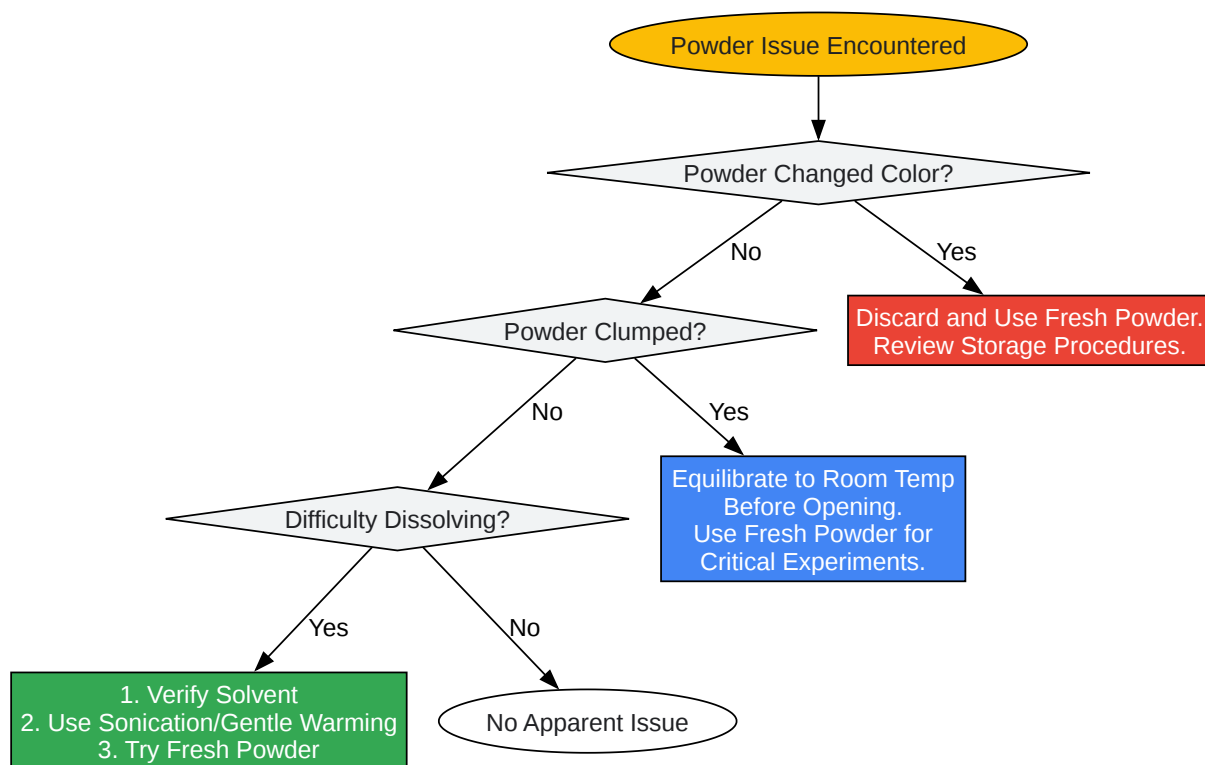 Powder Issue Encountered
Powder Changed Color?
No
Yes
Powder Clumped?
Discard and Use Fresh Powder.
Review Storage Procedures.
No
Yes
Equilibrate to Room Temp
Before Opening.
Use Fresh Powder for
Critical Experiments.
Difficulty Dissolving?
Yes
No
1. Verify Solvent
2. Use Sonication/Gentle Warming
3. Try Fresh Powder
No Apparent Issue